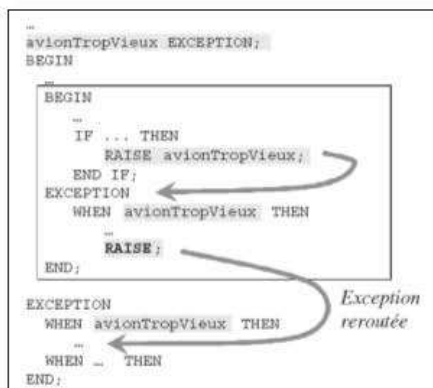 …
avionTropVieux EXCEPTION;
BEGIN
…
BEGIN
…
IF ... THEN
RAISE avionTropVieux;
END IF;
EXCEPTION
WHEN avionTropVieux THEN
…
RAISE;
END;
Exception
reroutée
EXCEPTION
WHEN avionTropVieux THEN
…
WHEN … THEN
END;